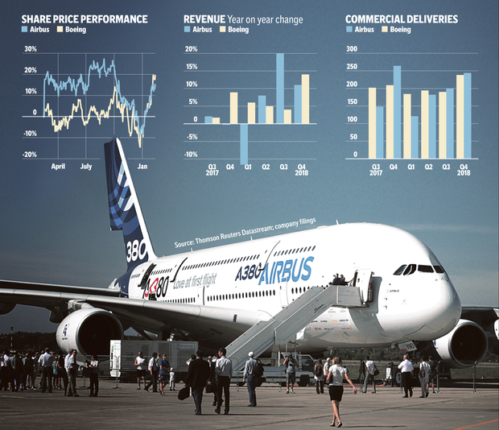 SHARE PRICE PERFORMANCE
Airbus Boeing
30%
20
10
0
-10%
-20%
April July Jan
REVENUE Year on year change
Airbus Boeing
20%
15%
10%
5%
0
-5%
-10%
Q3 Q4 Q1 Q2 Q3 Q4
2017 2018
COMMERCIAL DELIVERIES
Airbus Boeing
300
250
200
150
100
50
0
Q3 Q4 Q1 Q2 Q3 Q4
2017 2018
Source: Thomson Reuters Datastream; company filings
380
A380
Love at first flight
A380 AIRBUS